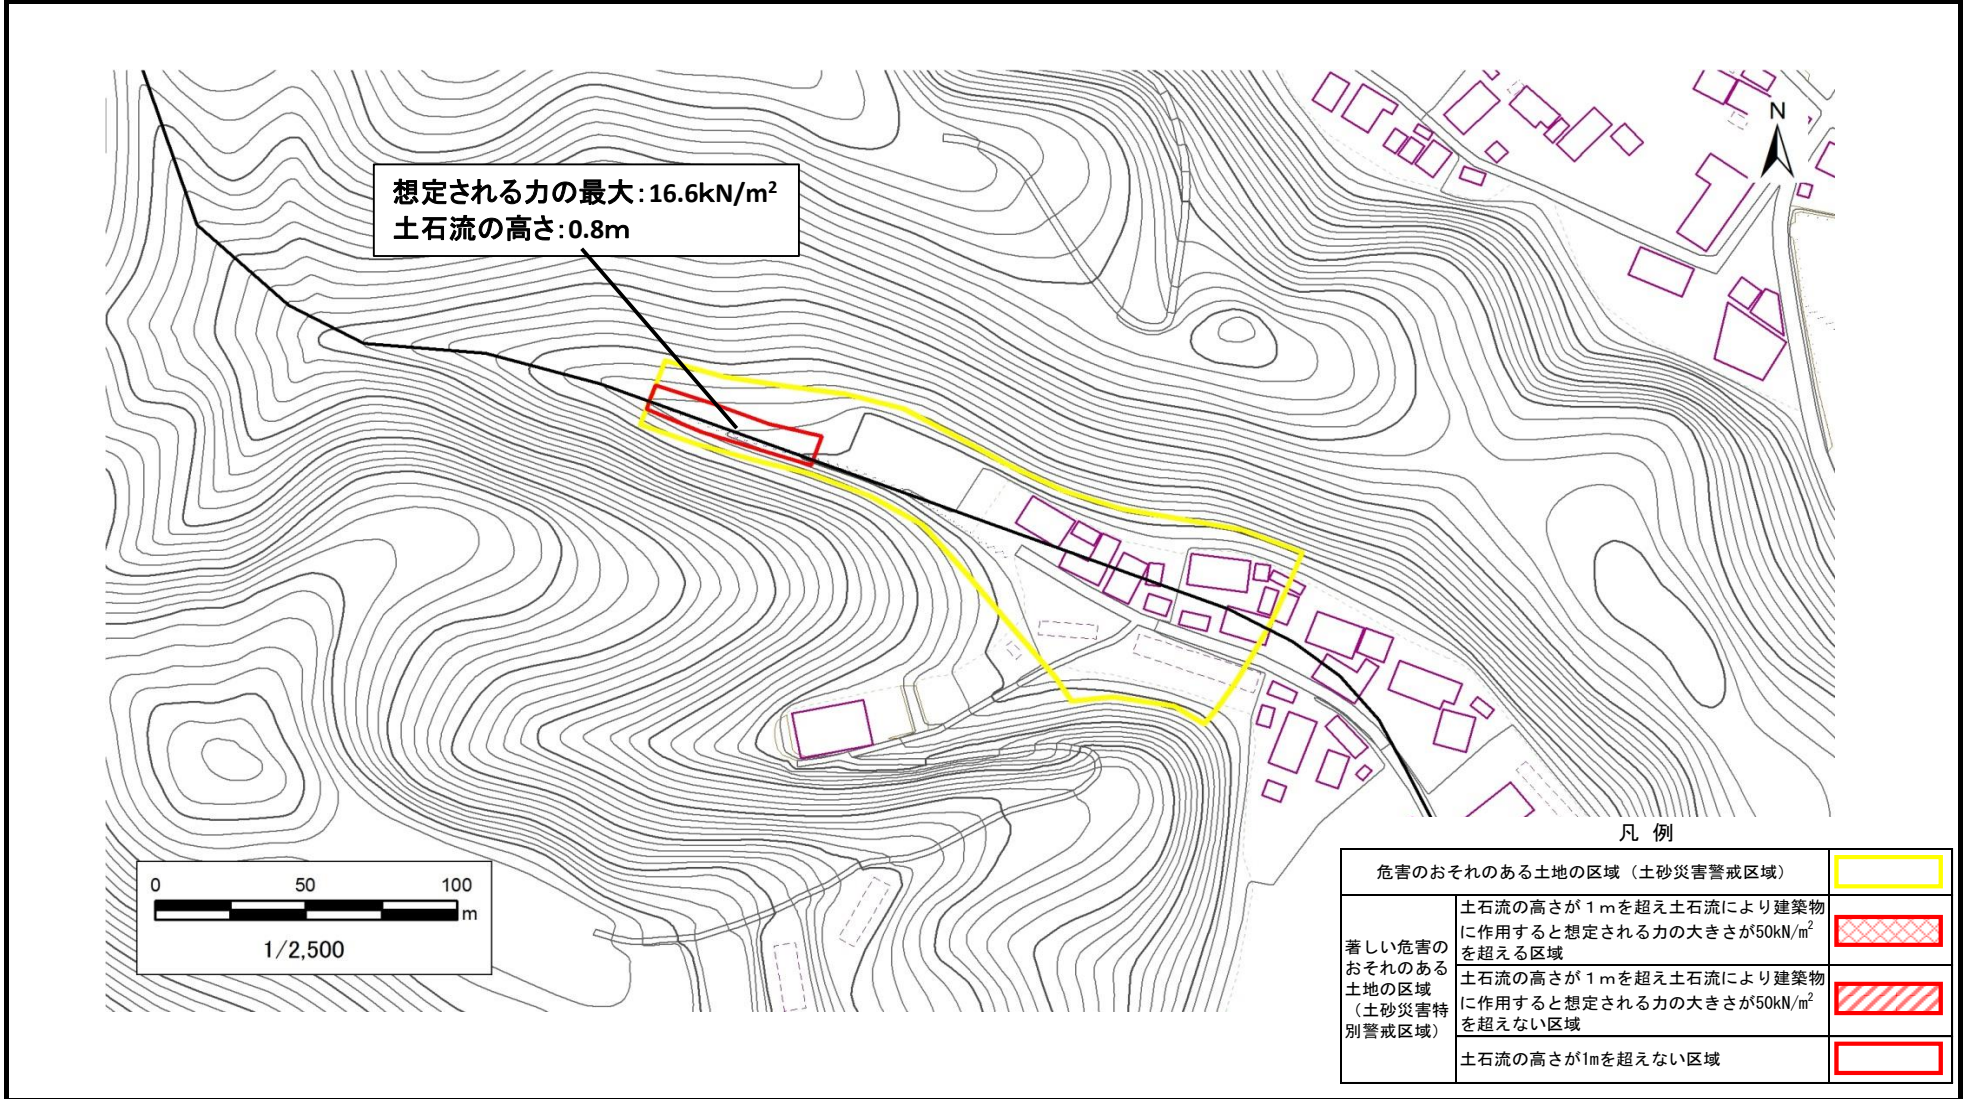 N
想定される力の最大：16.6kN/m²
土石流の高さ：0.8m
0 50 100
m
1/2,500
凡 例
危害のおそれのある土地の区域（土砂災害警戒区域）
著しい危害の
おそれのある
土地の区域
（土砂災害特
別警戒区域）
土石流の高さが１ｍを超え土石流により建築物
に作用すると想定される力の大きさが50kN/m²
を超える区域
土石流の高さが１ｍを超え土石流により建築物
に作用すると想定される力の大きさが50kN/m²
を超えない区域
土石流の高さが1mを超えない区域